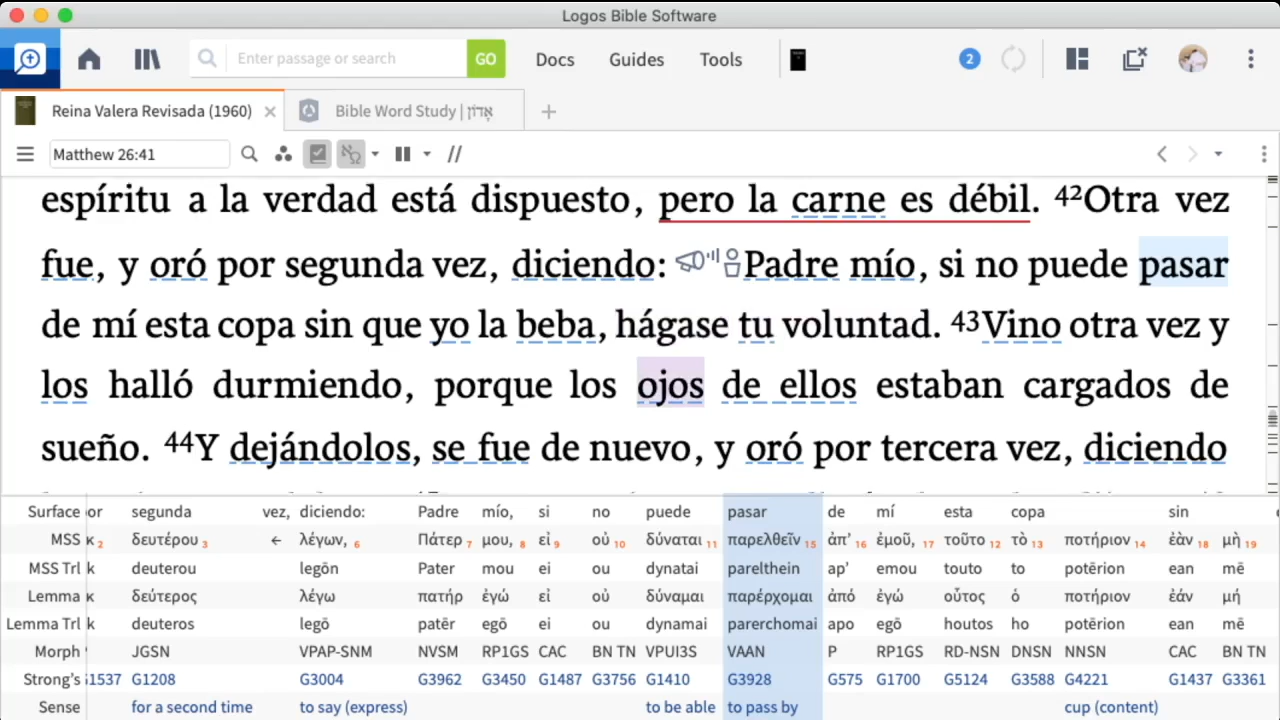 Logos Bible Software
Enter passage or search GO Docs Guides Tools 2
Reina Valera Revisada (1960) Bible Word Study | אָדוֹן
Matthew 26:41
espíritu a la verdad está dispuesto, pero la carne es débil. 42Otra vez
fue, y oró por segunda vez, diciendo: Padre mío, si no puede pasar
de mí esta copa sin que yo la beba, hágase tu voluntad. 43Vino otra vez y
los halló durmiendo, porque los ojos de ellos estaban cargados de
sueño. 44Y dejándolos, se fue de nuevo, y oró por tercera vez, diciendo
Surface or segunda vez, diciendo: Padre mío, si no puede pasar de mí esta copa sin
MSS κ 2 δευτέρου 3 ← λέγων, 6 Πάτερ 7 μου, 8 εἰ 9 οὐ 10 δύναται 11 παρελθεῖν 15 ἀπ’ 16 ἐμοῦ, 17 τοῦτο 12 τὸ 13 ποτήριον 14 ἐὰν 18 μὴ 19
MSS Trl k deuterou legōn Pater mou ei ou dynatai parelthein ap’ emou touto to potērion ean mē
Lemma κ δεύτερος λέγω πατήρ ἐγώ εἰ οὐ δύναμαι παρέρχομαι ἀπό ἐγώ οὗτος ὁ ποτήριον ἐάν μή
Lemma Trl k deuteros legō patēr egō ei ou dynamai parerchomai apo egō houtos ho potērion ean mē
Morph JGSN VPAP-SNM NVSM RP1GS CAC BN TN VPUI3S VAAN P RP1GS RD-NSN DNSN NNSN CAC BN TN
Strong’s G1537 G1208 G3004 G3962 G3450 G1487 G3756 G1410 G3928 G575 G1700 G5124 G3588 G4221 G1437 G3361
Sense for a second time to say (express) to be able to pass by cup (content)